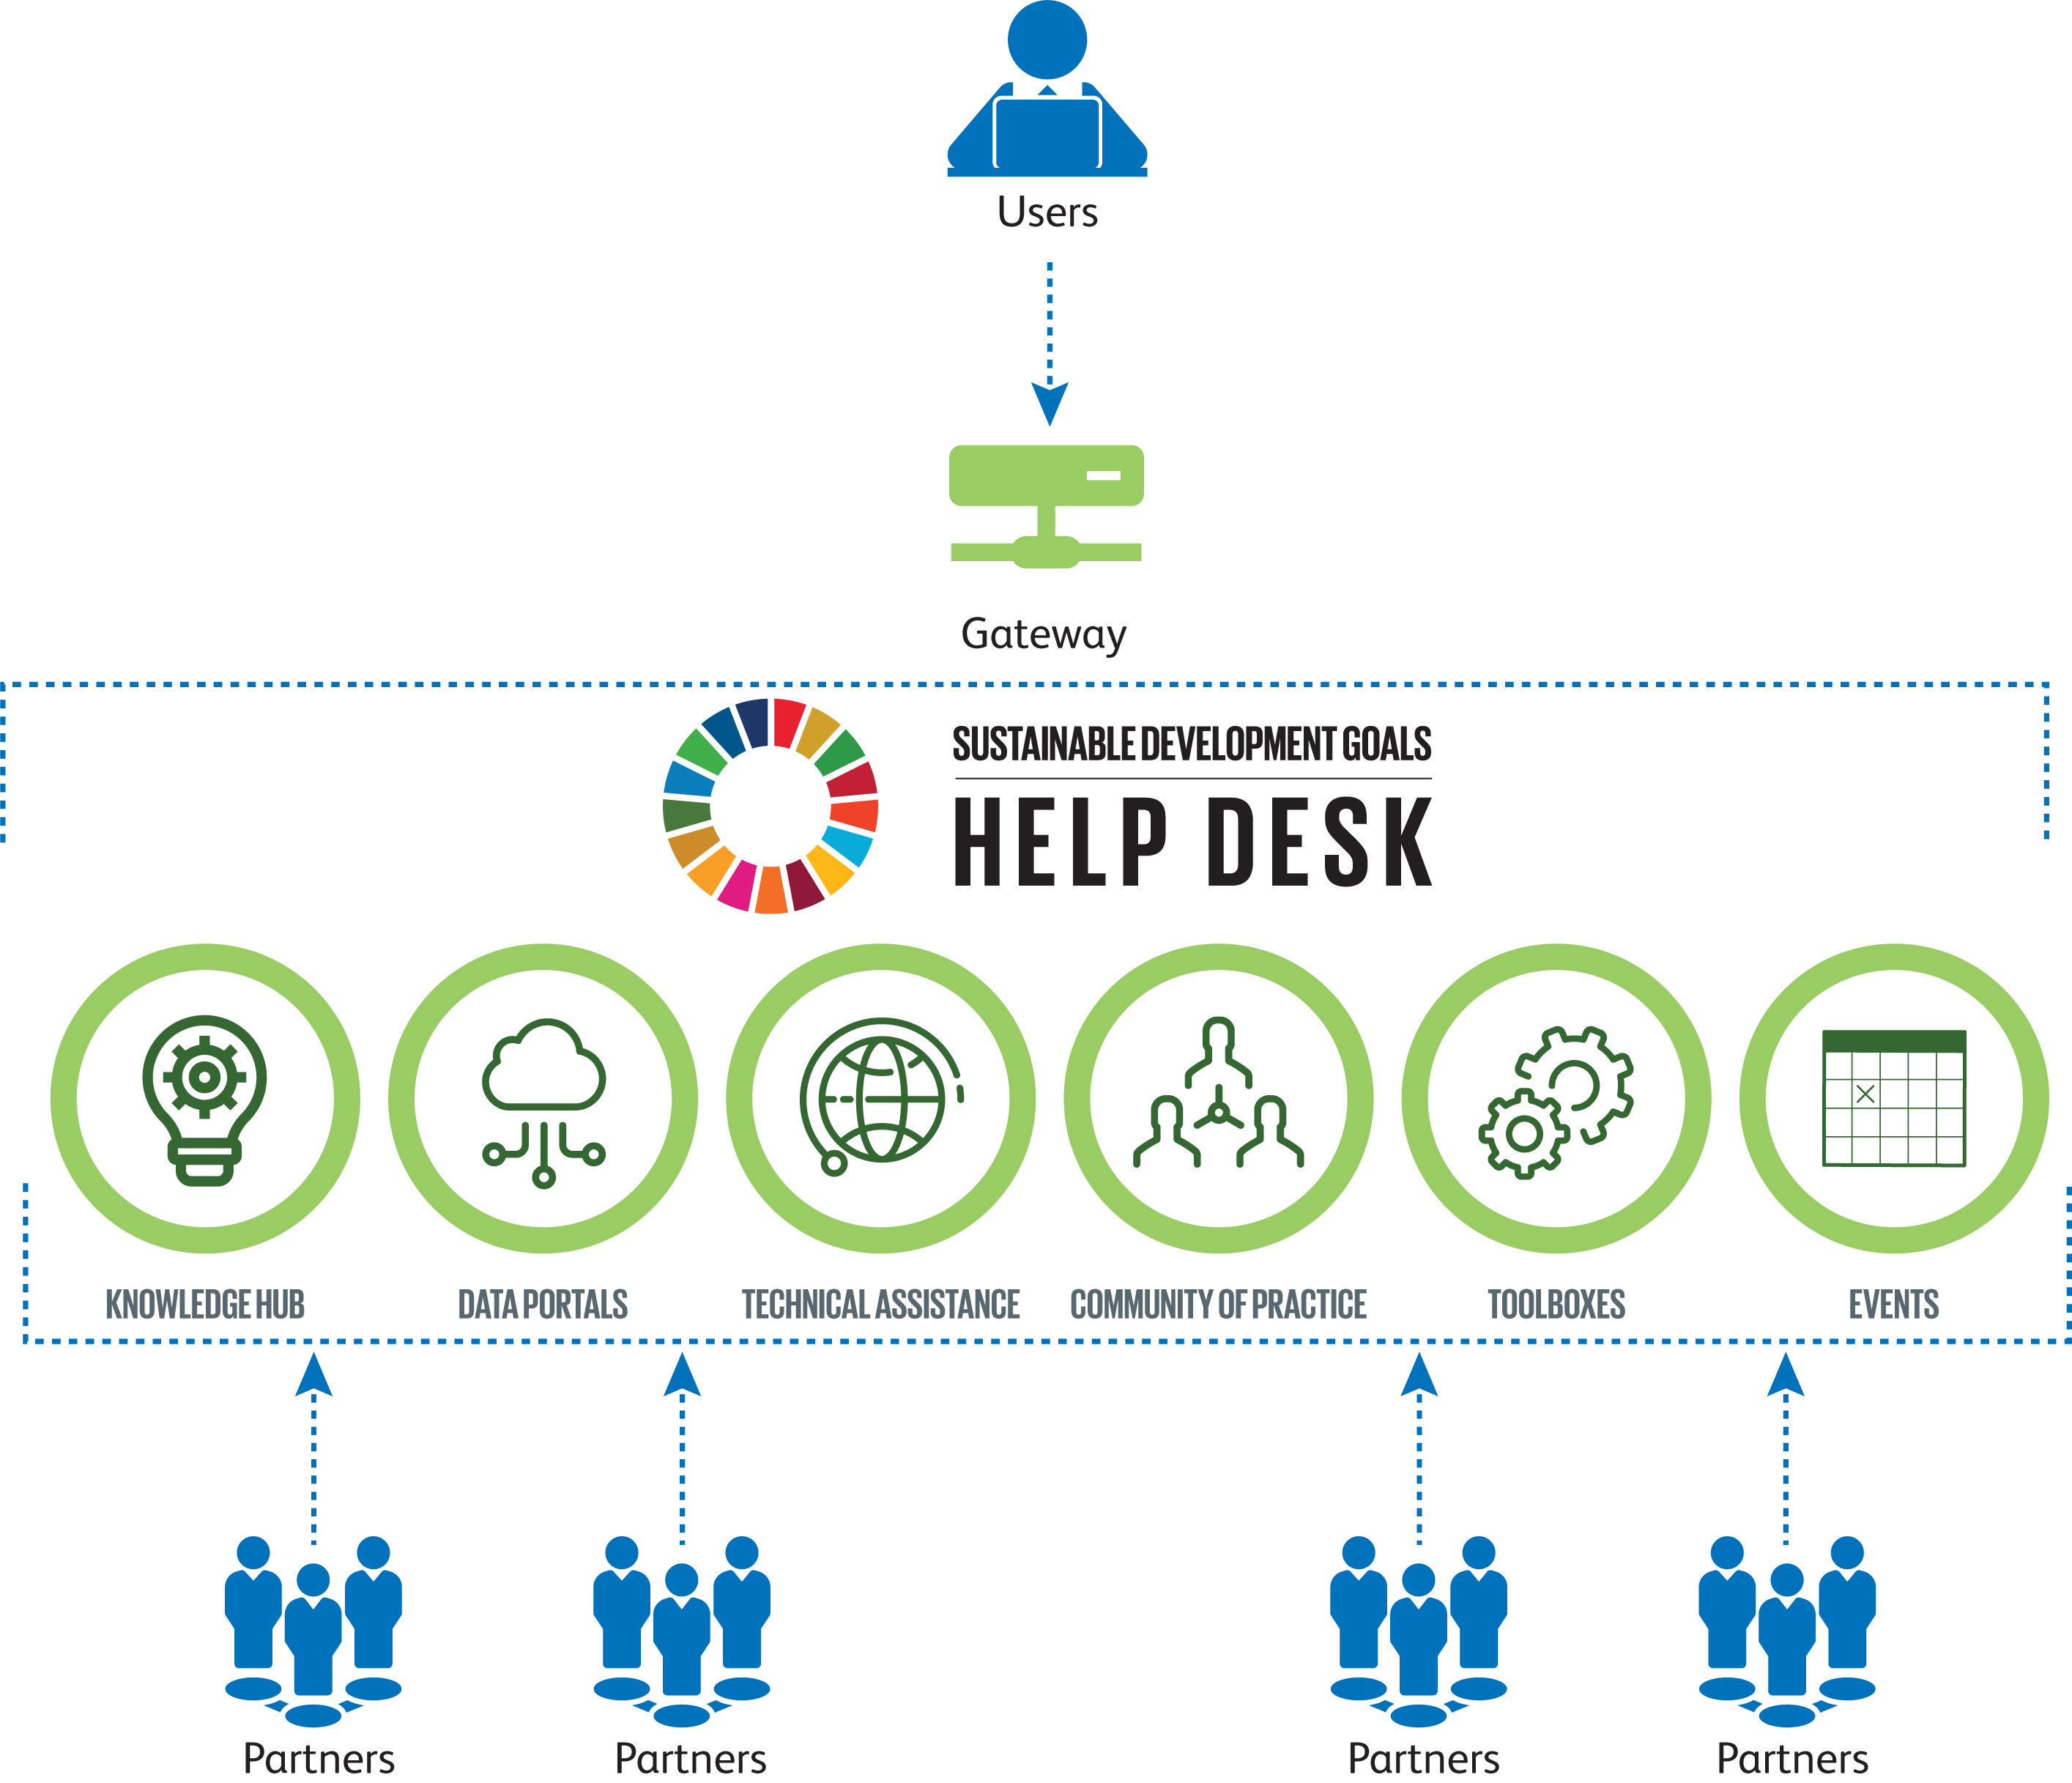 Users
Gateway
SUSTAINABLE DEVELOPMENT GOALS
HELP DESK
KNOWLEDGE HUB
DATA PORTALS
TECHNICAL ASSISTANCE
COMMUNITY OF PRACTICE
TOOLBOXES
EVENTS
Partners
Partners
Partners
Partners